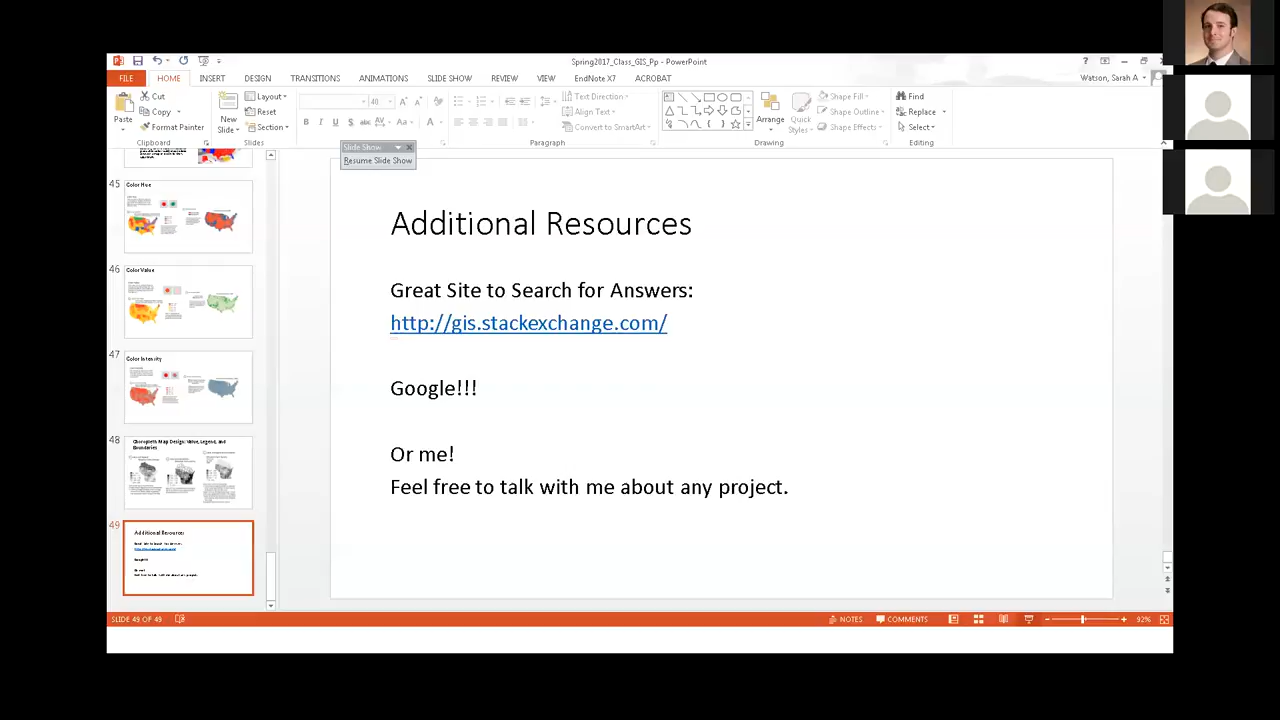 Spring2017_Class_GIS_Pp - PowerPoint
FILE HOME INSERT DESIGN TRANSITIONS ANIMATIONS SLIDE SHOW REVIEW VIEW EndNote X7 ACROBAT Watson, Sarah A
Paste
Cut
Copy
Format Painter
Clipboard
New Slide
Layout
Reset
Section
Slides
40
B I U S abc AV Aa A
Text Direction
Align Text
Convert to SmartArt
Paragraph
Arrange
Quick Styles
Shape Fill
Shape Outline
Shape Effects
Drawing
Find
Replace
Select
Editing
Slide Show
Resume Slide Show
45
Color Hue
46
Color Value
47
Color Intensity
48
Choropleth Map Design: Value, Legend, and Boundaries
49
Additional Resources
Additional Resources
Great Site to Search for Answers:
http://gis.stackexchange.com/
Google!!!
Or me!
Feel free to talk with me about any project.
SLIDE 49 OF 49
NOTES COMMENTS 92%